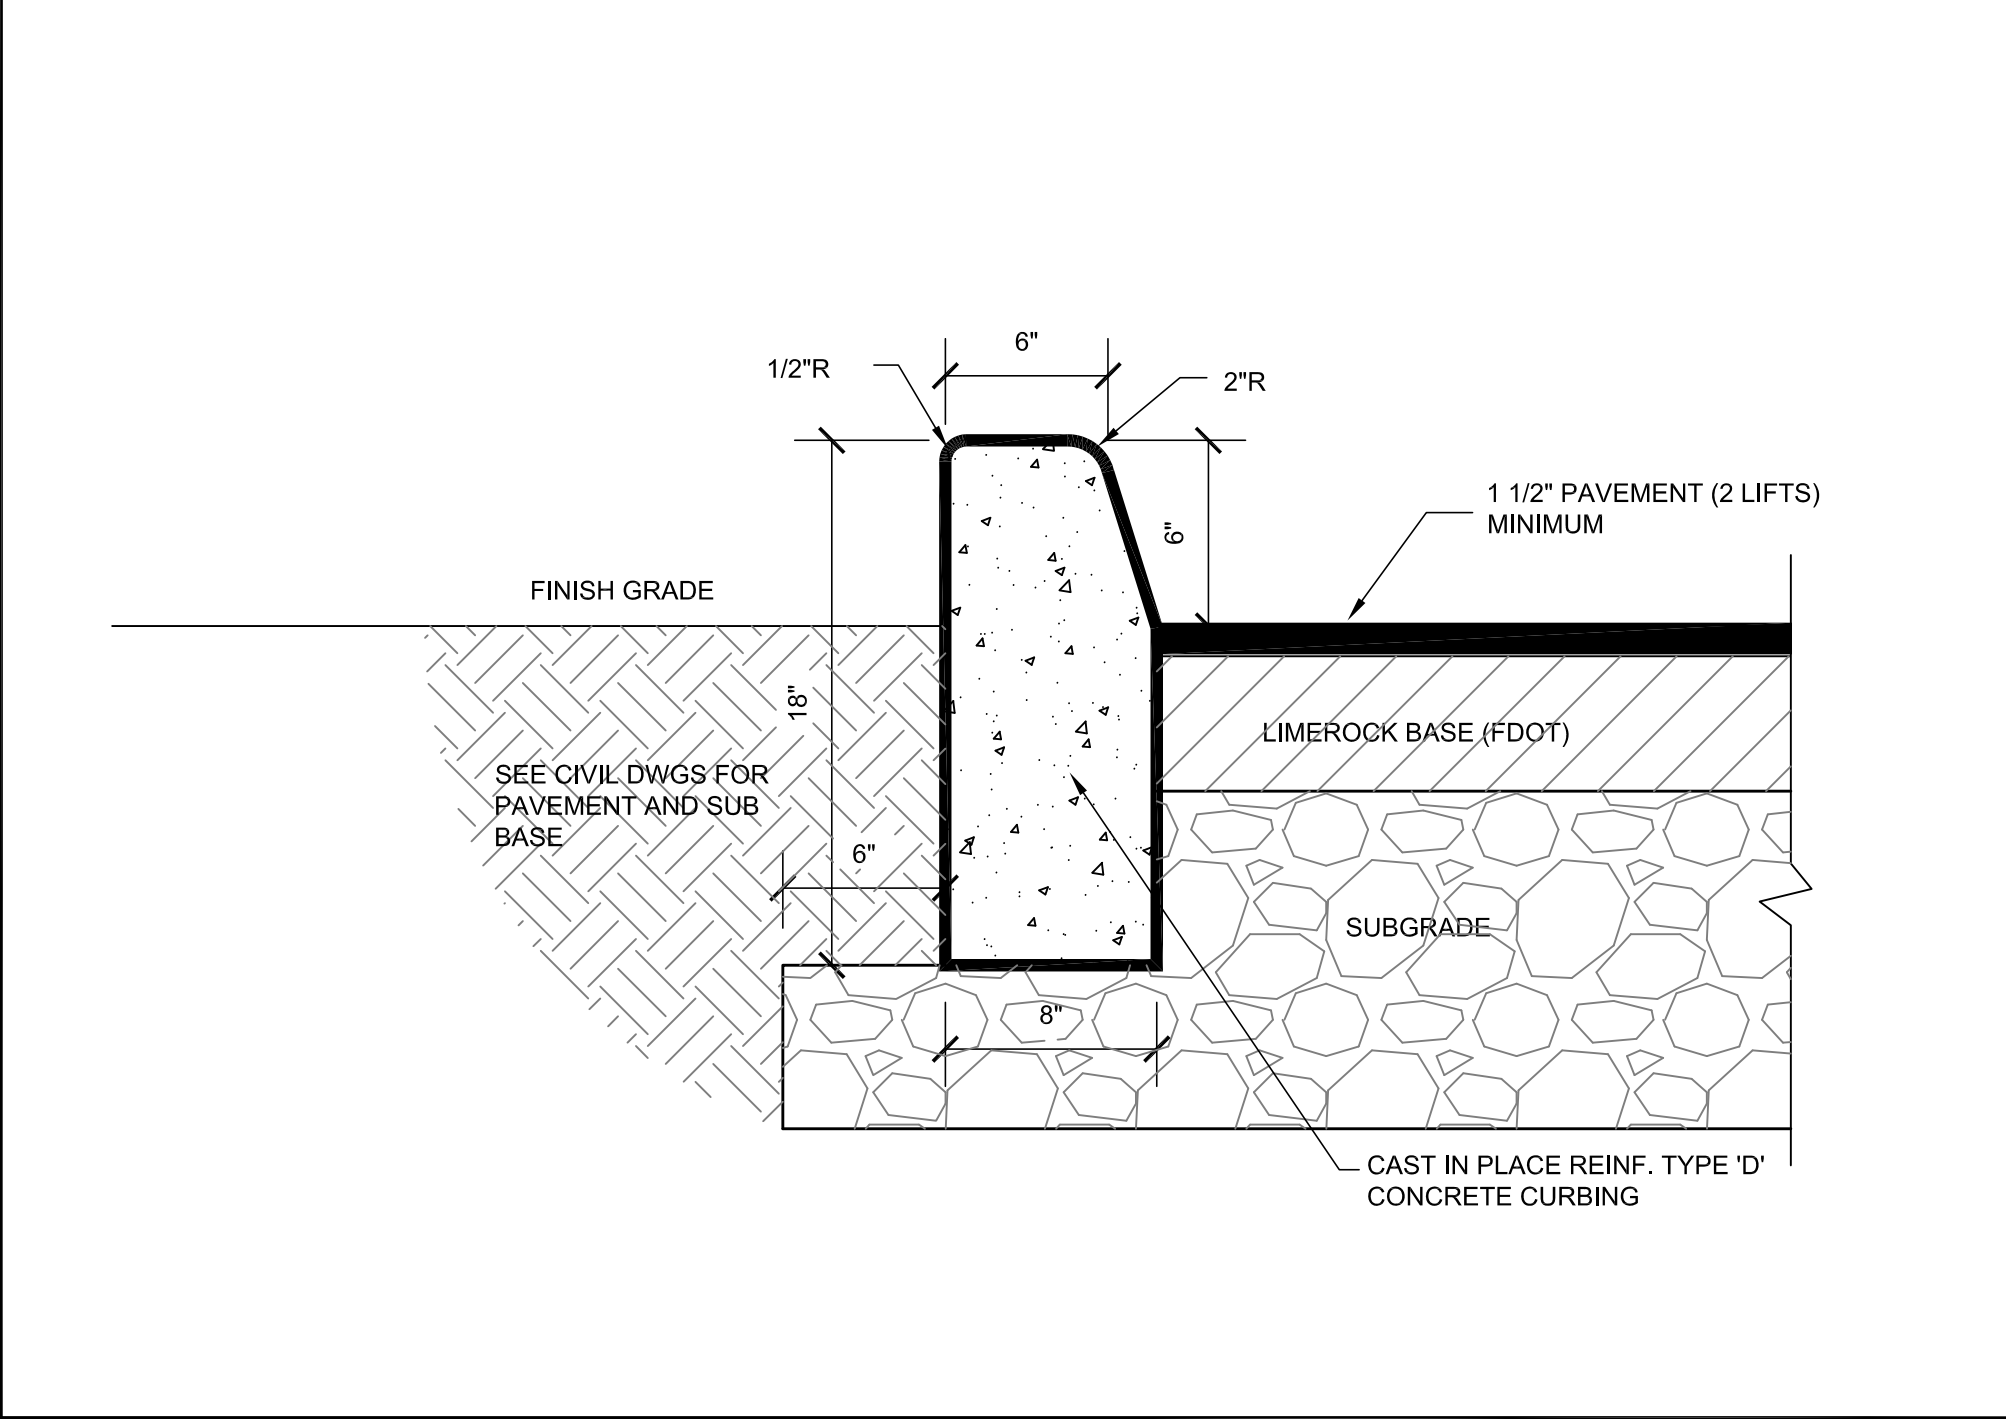 6"
1/2"R
2"R
1 1/2" PAVEMENT (2 LIFTS)
MINIMUM
6"
FINISH GRADE
18"
LIMEROCK BASE (FDOT)
SEE CIVIL DWGS FOR
PAVEMENT AND SUB
BASE
6"
SUBGRADE
8"
CAST IN PLACE REINF. TYPE 'D'
CONCRETE CURBING